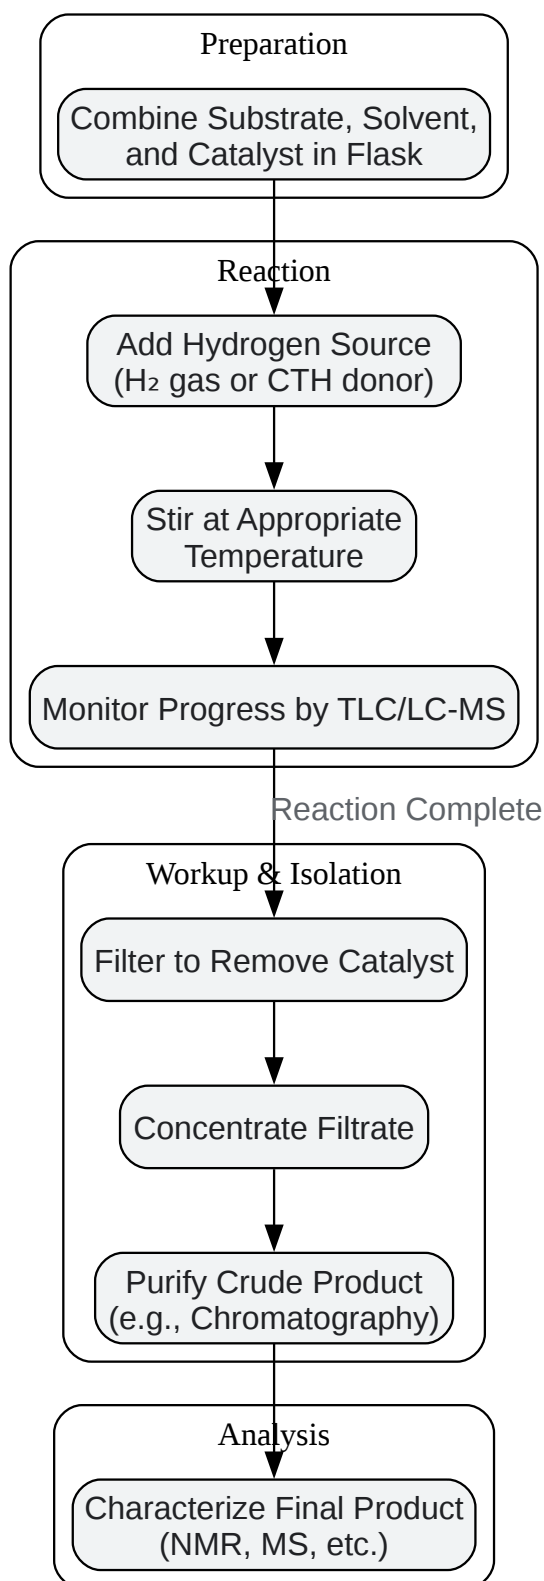 Preparation
Combine Substrate, Solvent,
and Catalyst in Flask
Reaction
Add Hydrogen Source
(H₂ gas or CTH donor)
Stir at Appropriate
Temperature
Monitor Progress by TLC/LC-MS
Reaction Complete
Workup & Isolation
Filter to Remove Catalyst
Concentrate Filtrate
Purify Crude Product
(e.g., Chromatography)
Analysis
Characterize Final Product
(NMR, MS, etc.)